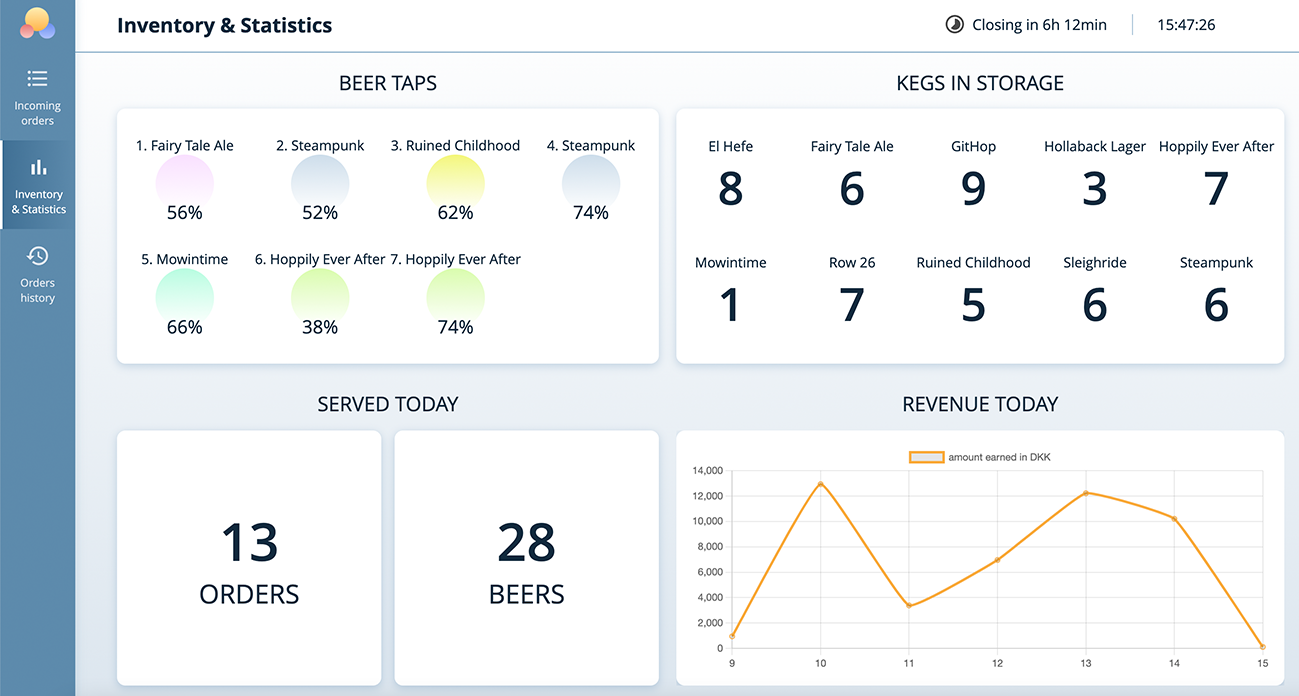 Inventory & Statistics
Closing in 6h 12min
15:47:26
Incoming
orders
Inventory
& Statistics
Orders
history
BEER TAPS
1. Fairy Tale Ale 2. Steampunk 3. Ruined Childhood 4. Steampunk
56% 52% 62% 74%
5. Mowintime 6. Hoppily Ever After 7. Hoppily Ever After
66% 38% 74%
KEGS IN STORAGE
El Hefe Fairy Tale Ale GitHop Hollaback Lager Hoppily Ever After
8 6 9 3 7
Mowintime Row 26 Ruined Childhood Sleighride Steampunk
1 7 5 6 6
SERVED TODAY
13
ORDERS
28
BEERS
REVENUE TODAY
amount earned in DKK
14,000
12,000
10,000
8,000
6,000
4,000
2,000
0
9 10 11 12 13 14 15